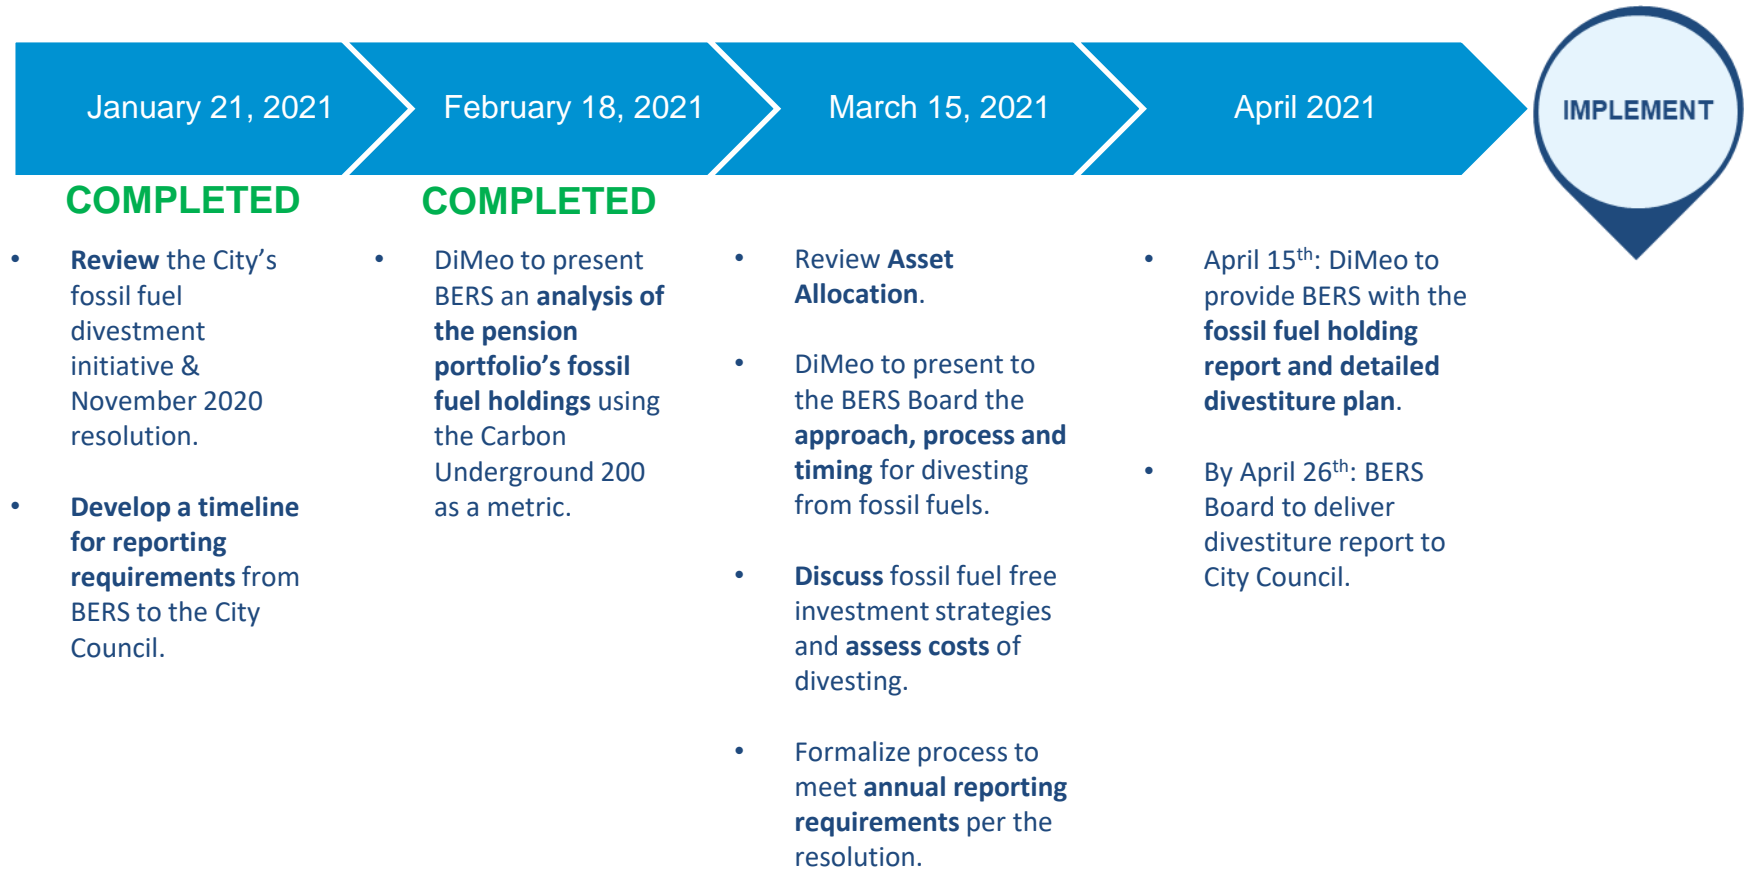 January 21, 2021
February 18, 2021
March 15, 2021
April 2021
IMPLEMENT
COMPLETED
• Review the City’s
fossil fuel
divestment
initiative &
November 2020
resolution.
• Develop a timeline
for reporting
requirements from
BERS to the City
Council.
COMPLETED
• DiMeo to present
BERS an analysis of
the pension
portfolio’s fossil
fuel holdings using
the Carbon
Underground 200
as a metric.
• Review Asset
Allocation.
• DiMeo to present to
the BERS Board the
approach, process and
timing for divesting
from fossil fuels.
• Discuss fossil fuel free
investment strategies
and assess costs of
divesting.
• Formalize process to
meet annual reporting
requirements per the
resolution.
• April 15th: DiMeo to
provide BERS with the
fossil fuel holding
report and detailed
divestiture plan.
• By April 26th: BERS
Board to deliver
divestiture report to
City Council.